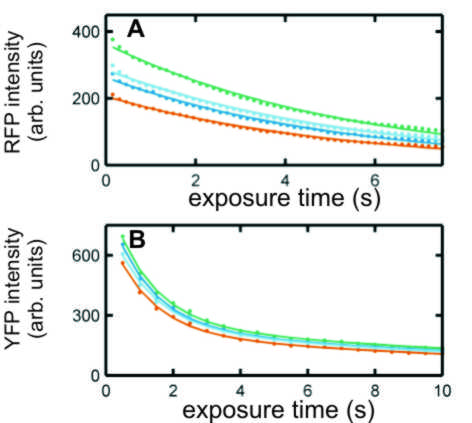 A
RFP intensity
(arb. units)
400
200
0
0 2 4 6
exposure time (s)
B
YFP intensity
(arb. units)
600
300
0
0 2 4 6 8 10
exposure time (s)